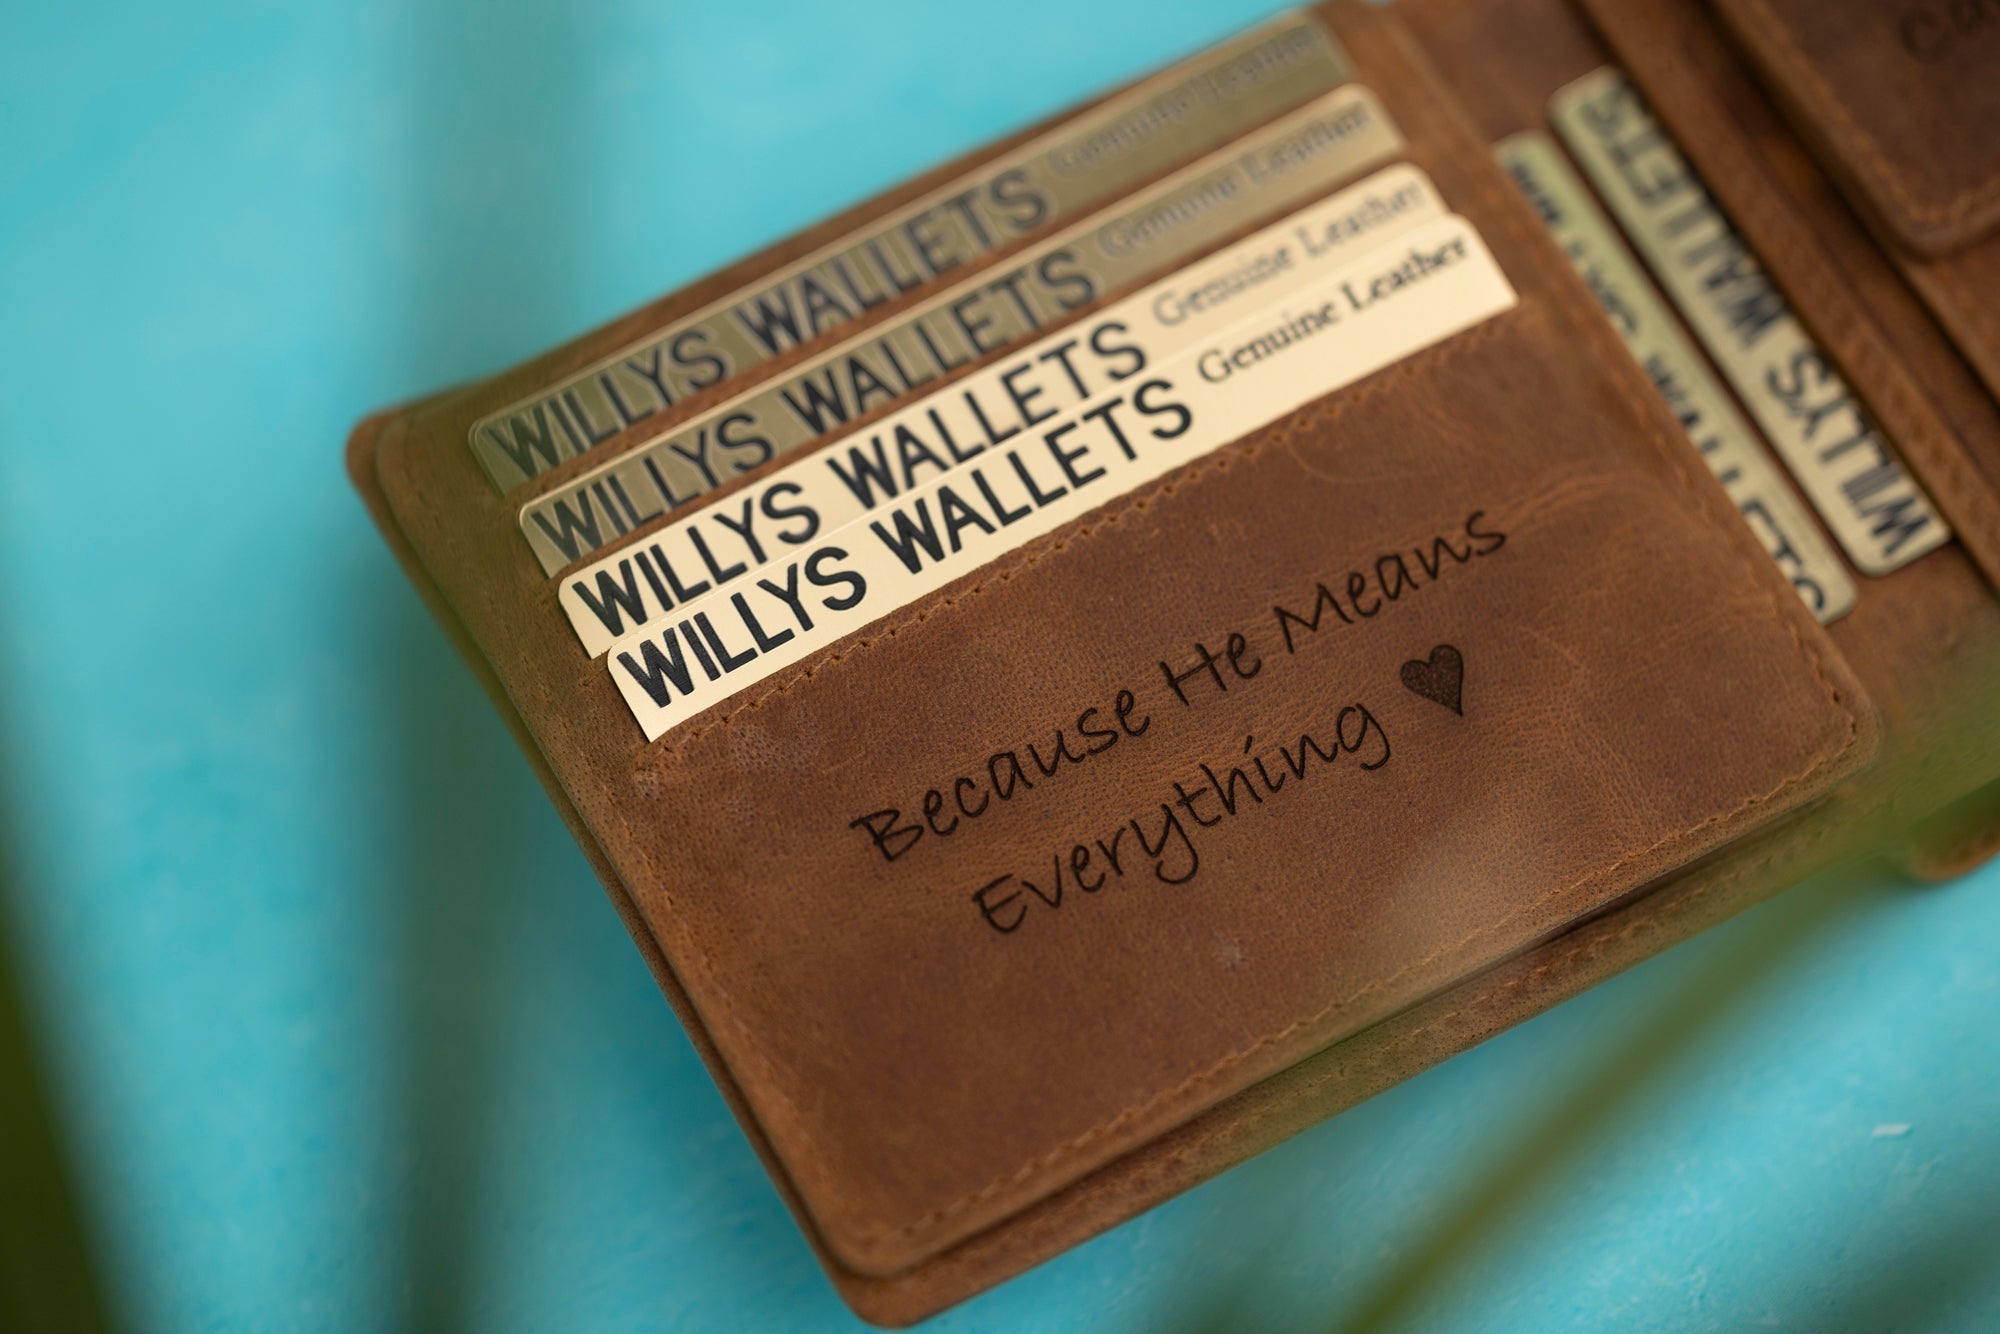 WILLYS WALLETS Genuine Leather
WILLYS WALLETS Genuine Leather
WILLYS WALLETS Genuine Leather
WILLYS WALLETS Genuine Leather
Because He Means
Everything ♥
WILLYS WALLETS
WALLETS